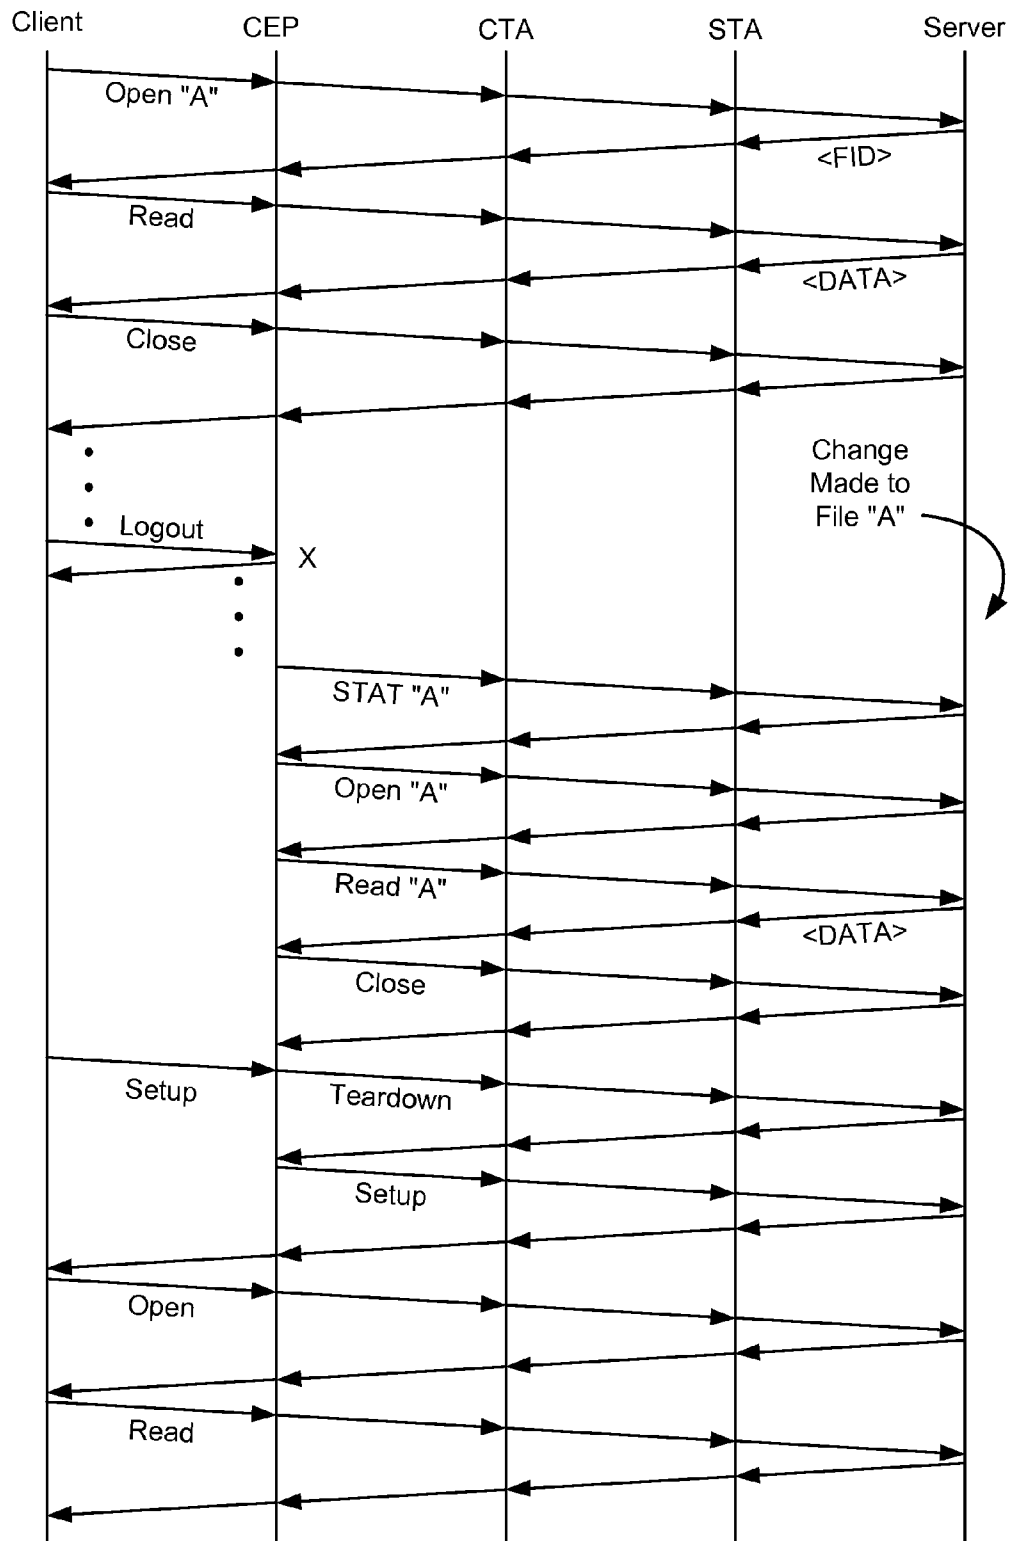 Client CEP CTA STA Server
Open "A"
<FID>
Read
<DATA>
Close
Change
Made to
File "A"
Logout
X
STAT "A"
Open "A"
Read "A"
<DATA>
Close
Setup Teardown
Setup
Open
Read